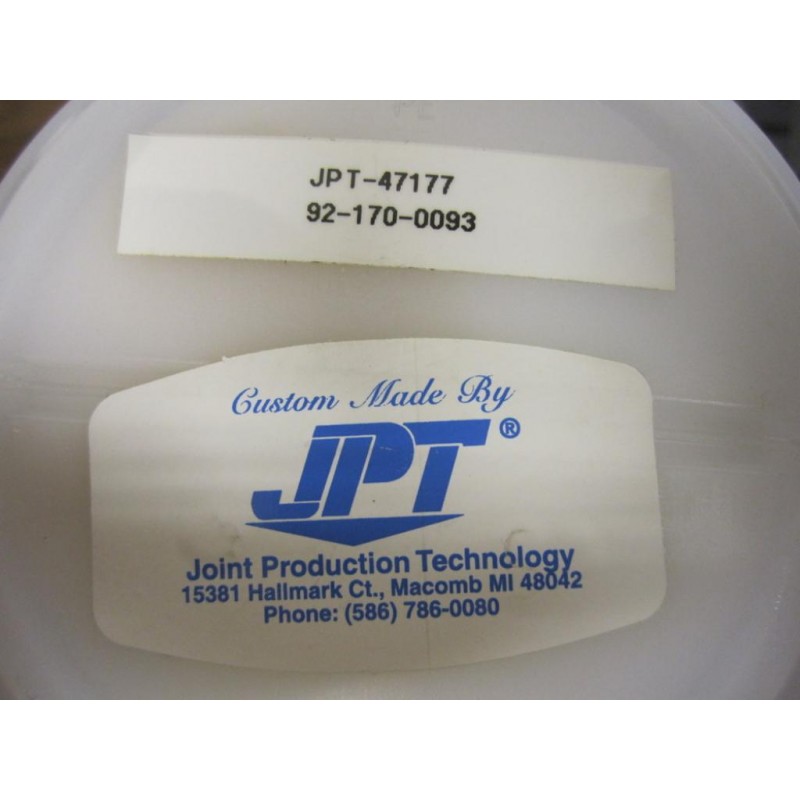 JPT-47177
92-170-0093
Custom Made By
JPT®
Joint Production Technology
15381 Hallmark Ct., Macomb MI 48042
Phone: (586) 786-0080